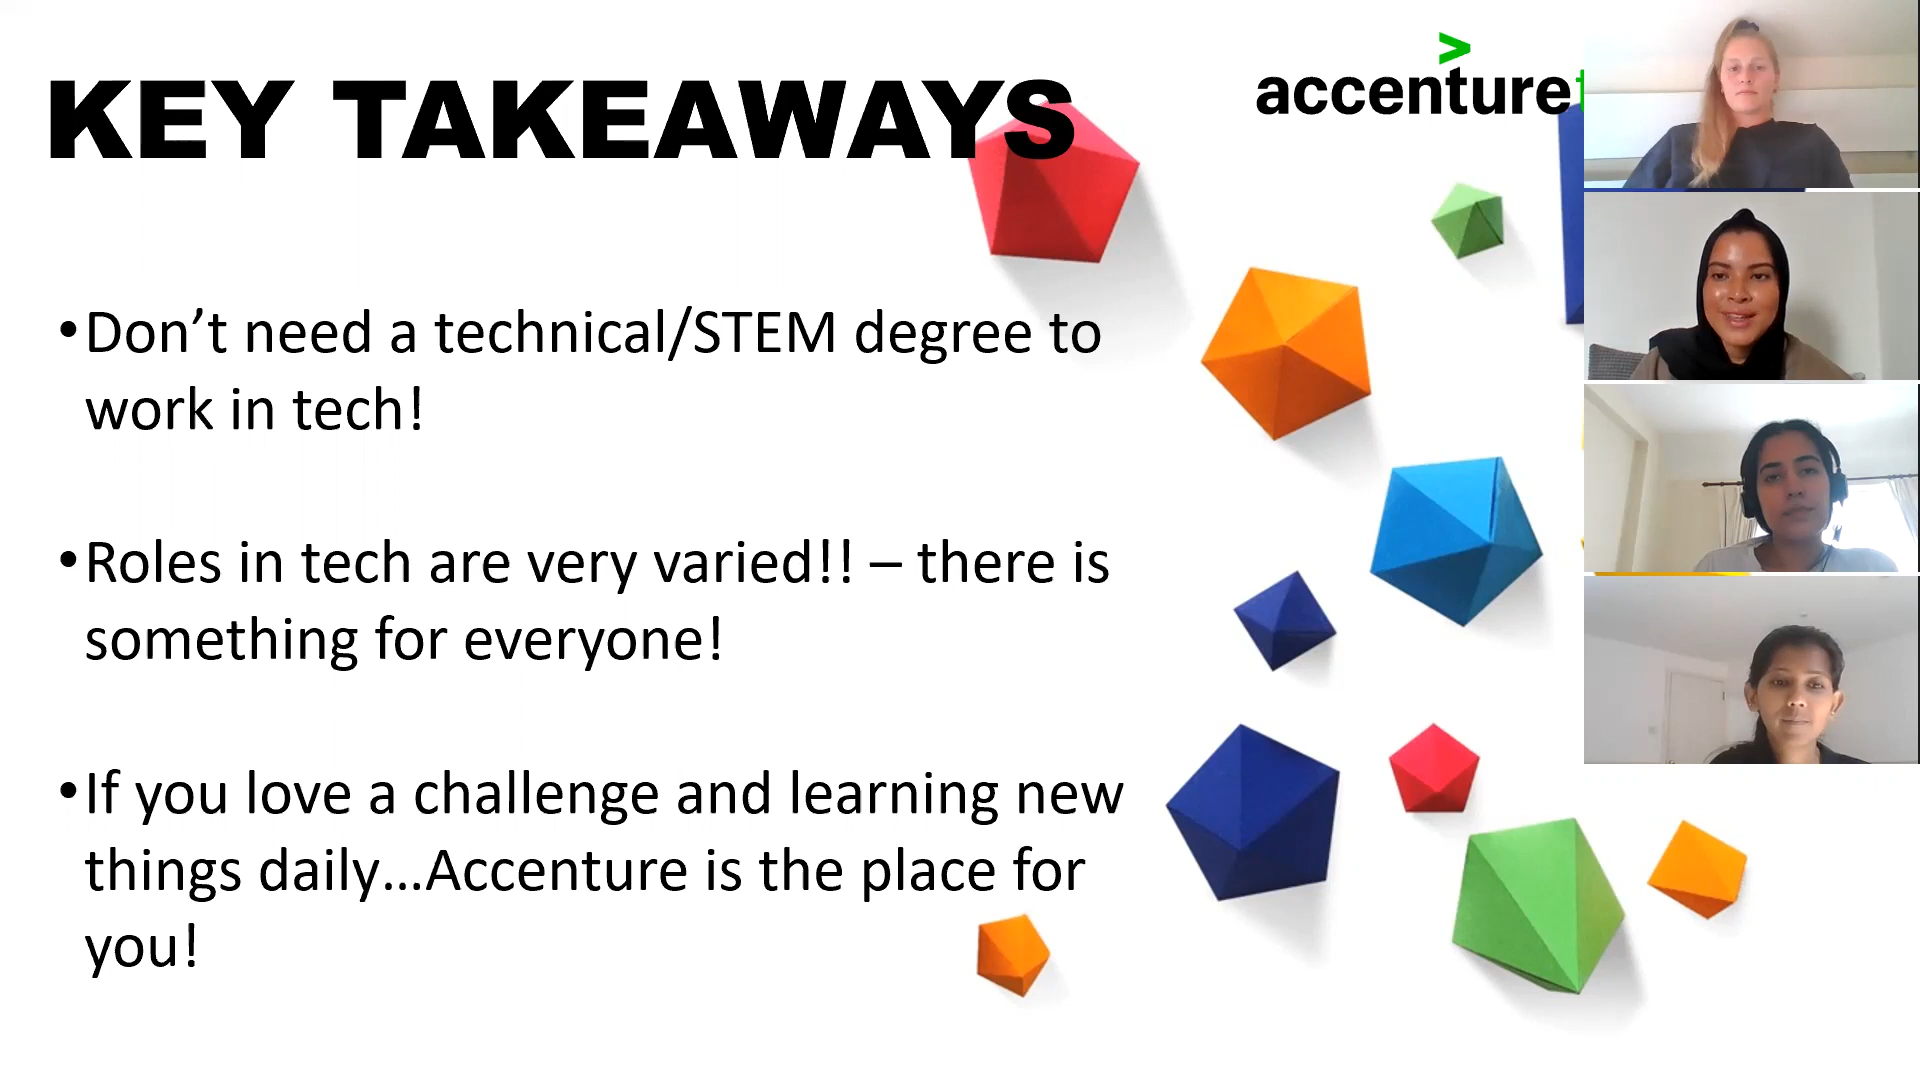 KEY TAKEAWAYS
>
accenture
•Don’t need a technical/STEM degree to
work in tech!
•Roles in tech are very varied!! – there is
something for everyone!
•If you love a challenge and learning new
things daily...Accenture is the place for
you!